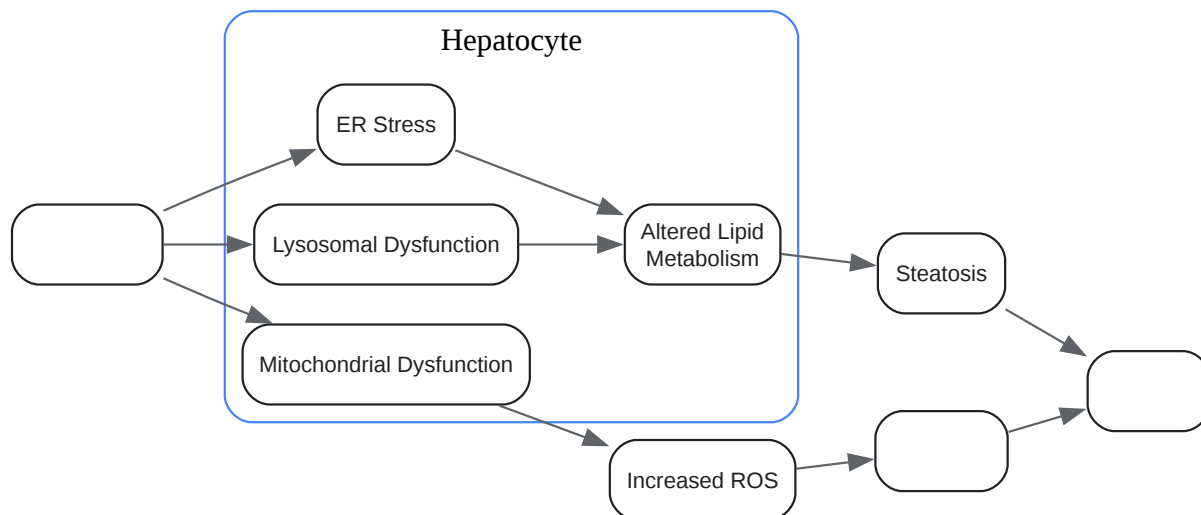 Hepatocyte
ER Stress
Lysosomal Dysfunction
Altered Lipid
Metabolism
Steatosis
Mitochondrial Dysfunction
Increased ROS